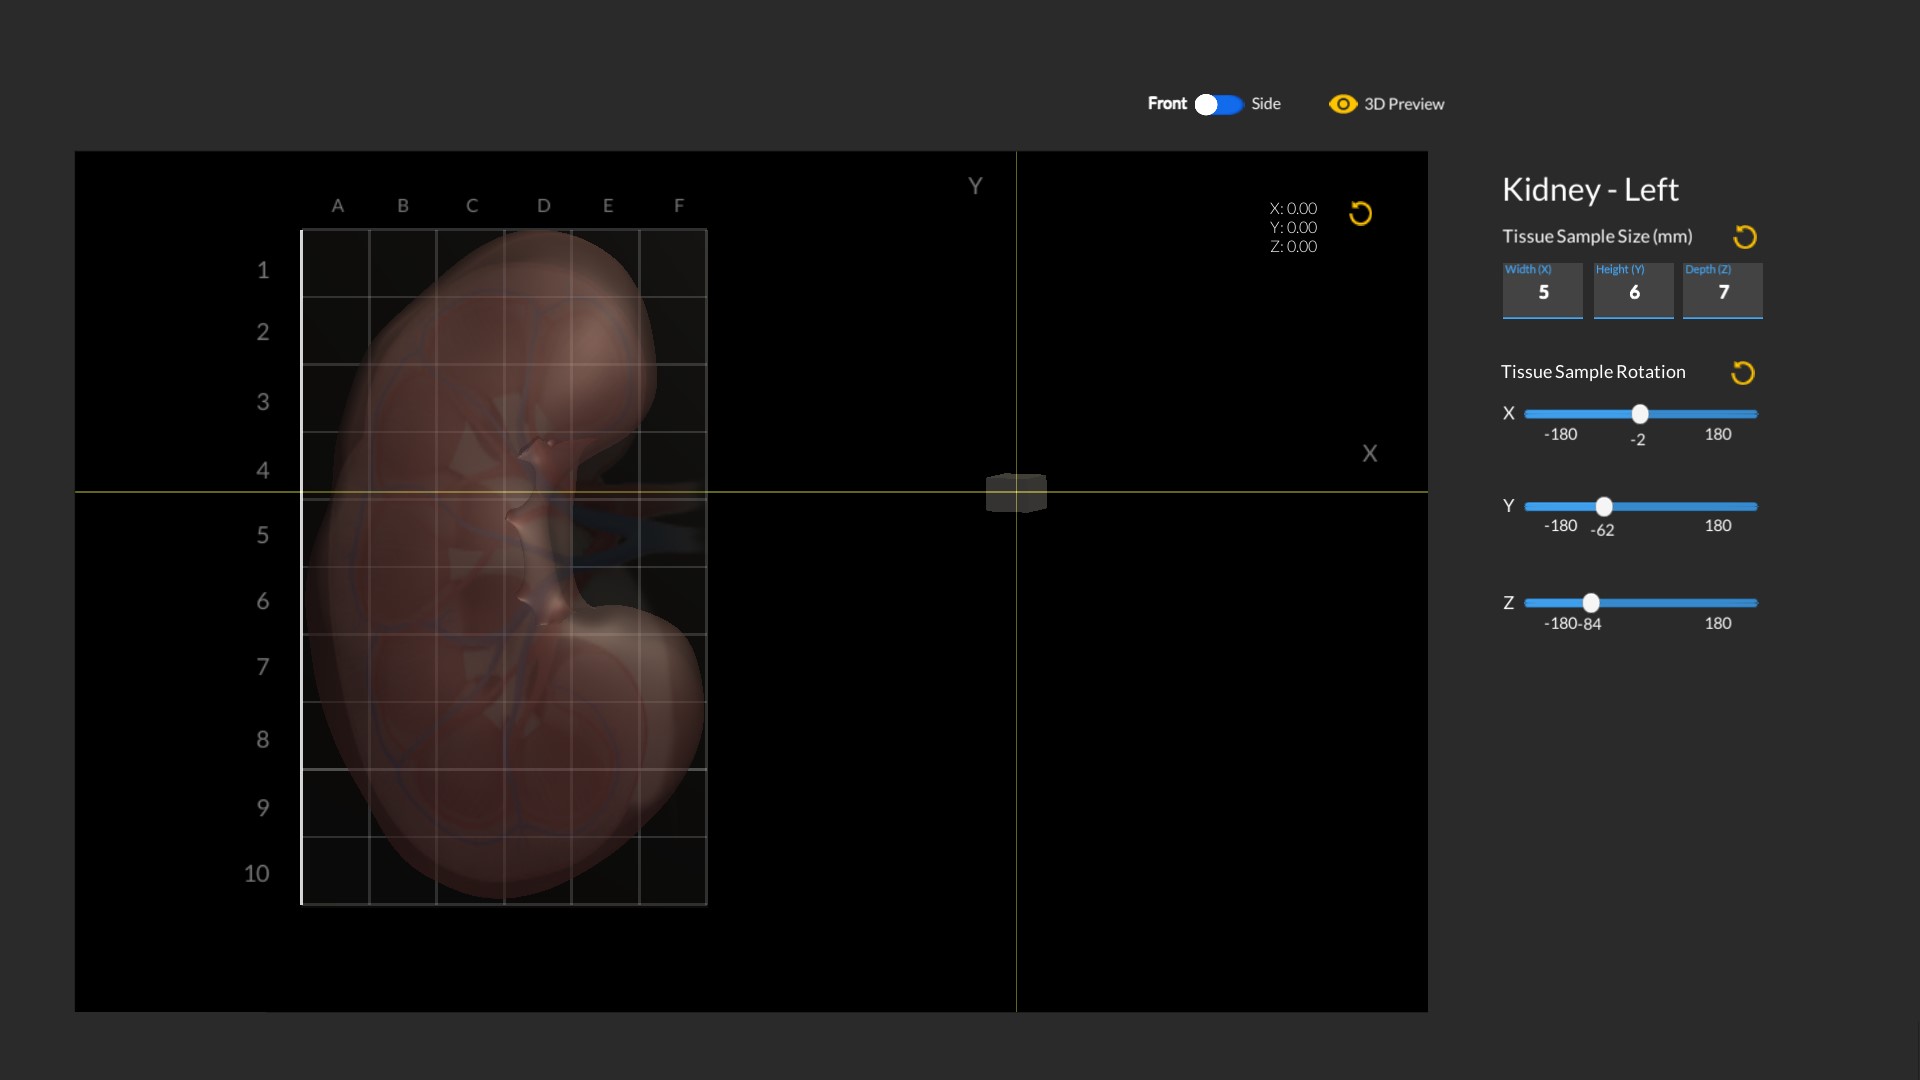 Front Side 3D Preview
Y
A B C D E F
X: 0.00
Y: 0.00
Z: 0.00
1
2
3
4
5
6
7
8
9
10
X
Kidney - Left
Tissue Sample Size (mm)
Width (X) Height (Y) Depth (Z)
5 6 7
Tissue Sample Rotation
X
-180 -2 180
Y
-180 -62 180
Z
-180 -84 180